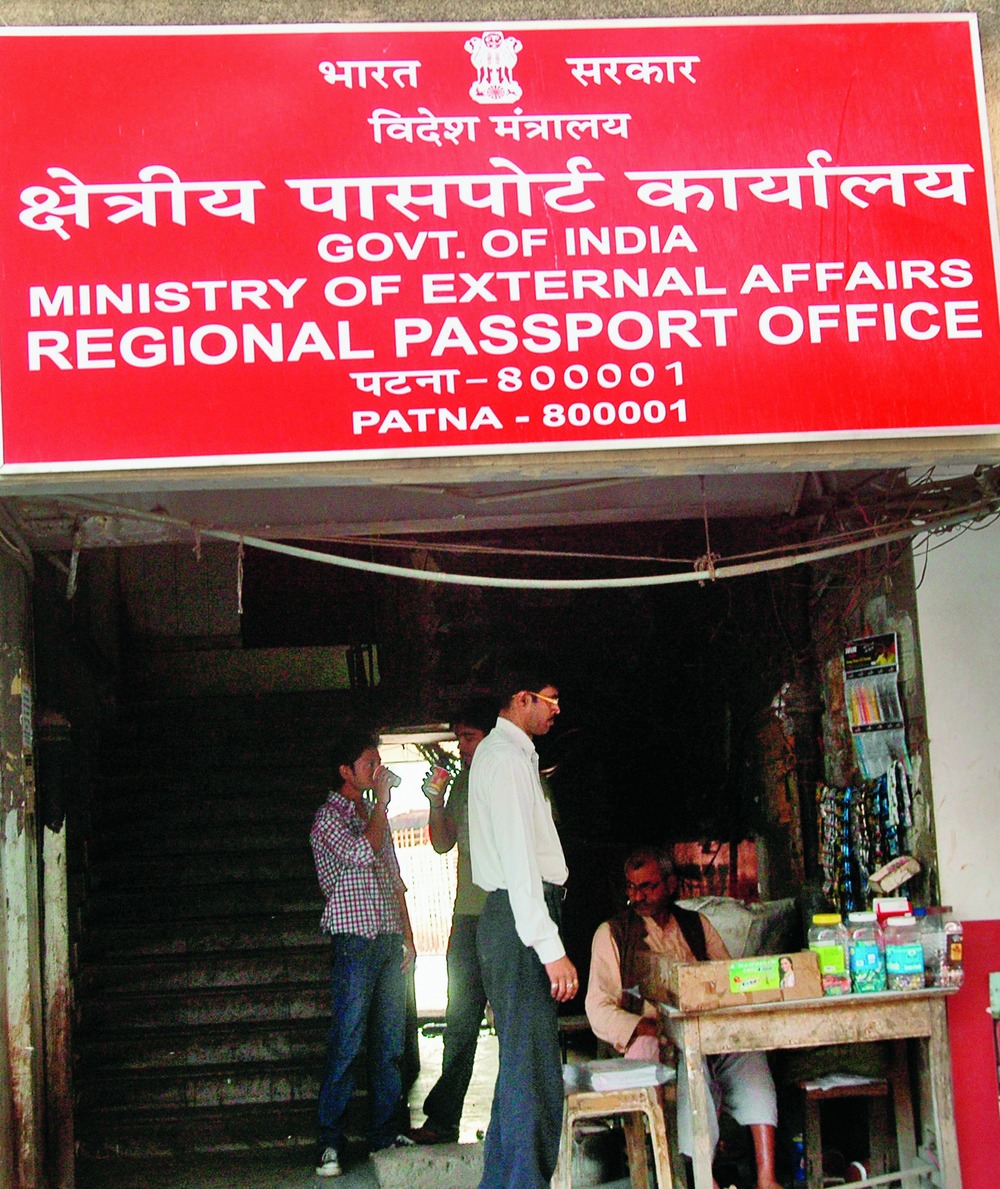 भारत सरकार
विदेश मंत्रालय
क्षेत्रीय पासपोर्ट कार्यालय
GOVT. OF INDIA
MINISTRY OF EXTERNAL AFFAIRS
REGIONAL PASSPORT OFFICE
पटना – 800001
PATNA - 800001